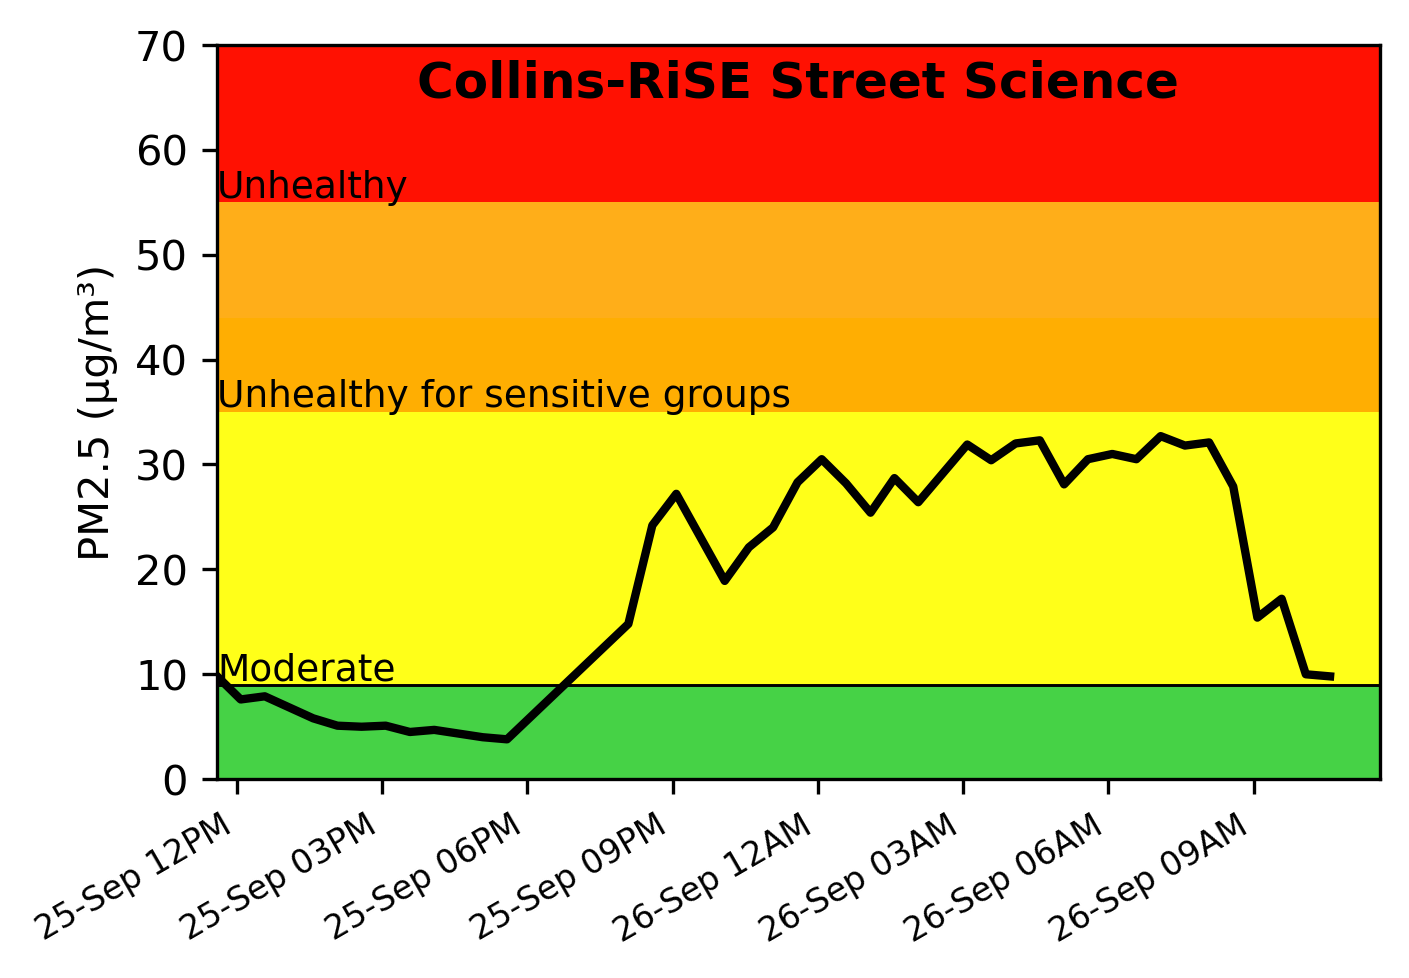 Collins-RiSE Street Science
70
60
50
40
30
20
10
0
PM2.5 (µg/m³)
Unhealthy
Unhealthy for sensitive groups
Moderate
25-Sep 12PM
25-Sep 03PM
25-Sep 06PM
25-Sep 09PM
26-Sep 12AM
26-Sep 03AM
26-Sep 06AM
26-Sep 09AM